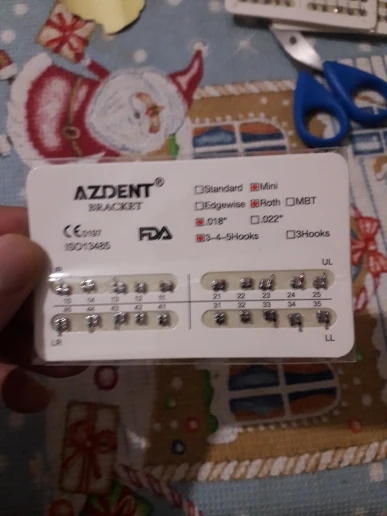 AZDENT®
BRACKET
CE0197
ISO13485
FDA
Standard Mini
Edgewise Roth MBT
.018" .022"
3-4-5Hooks 3Hooks
UL
15 14 13 12 11 21 22 23 24 25
45 44 43 42 41 31 32 33 34 35
LR LL